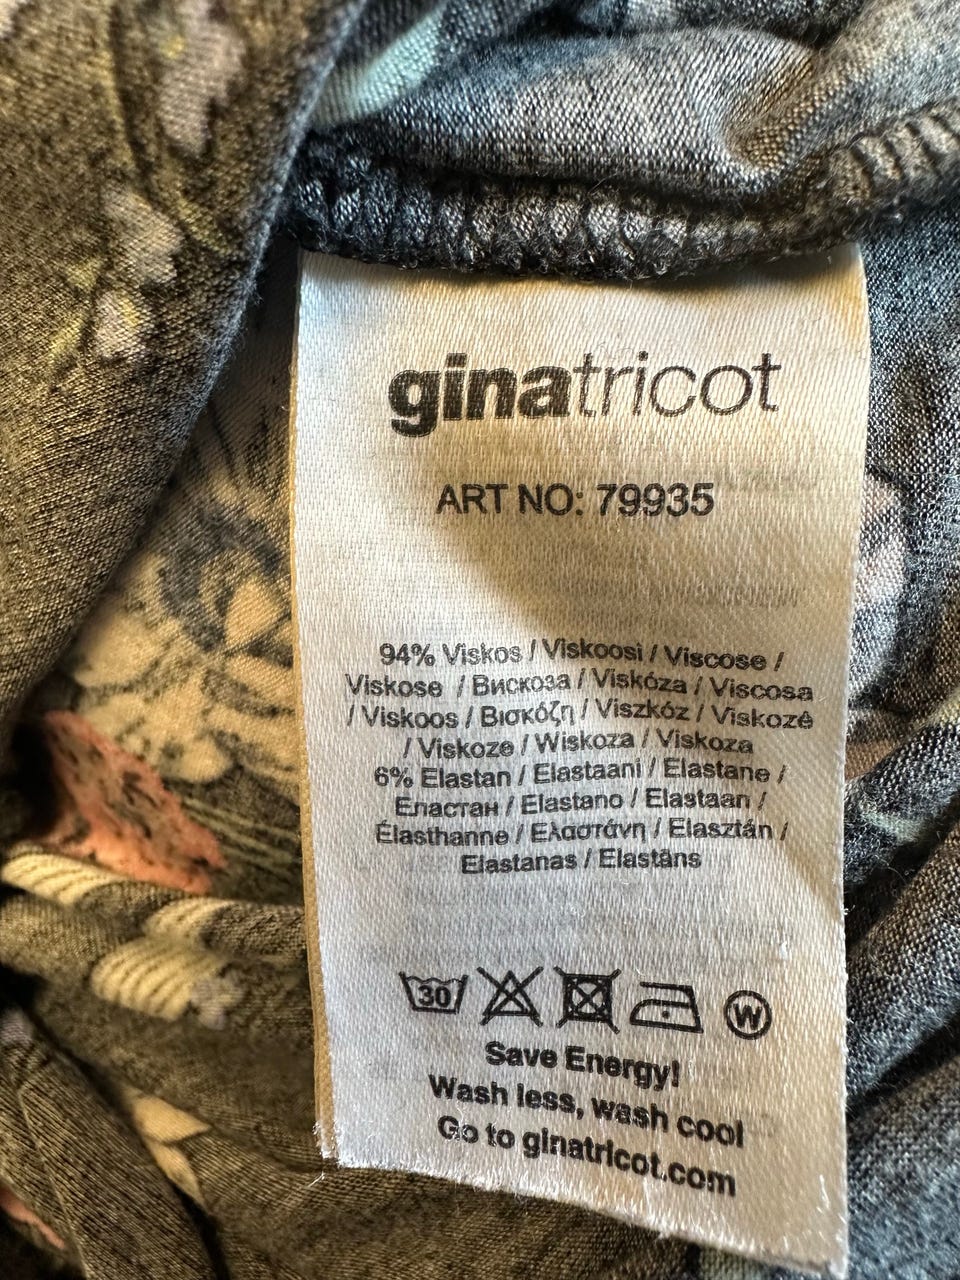 ginatricot
ART NO: 79935
94% Viskos / Viskoosi / Viscose /
Viskose / Вискоза / Viskóza / Viscosa
/ Viskoos / Βισκόζη / Viszkóz / Viskozė
/ Viskoze / Wiskoza / Viskoza
6% Elastan / Elastaani / Elastane /
Еластан / Elastano / Elastaan /
Élasthanne / Ελαστάνη / Elasztán /
Elastanas / Elastāns
30 W
Save Energy!
Wash less, wash cool
Go to ginatricot.com